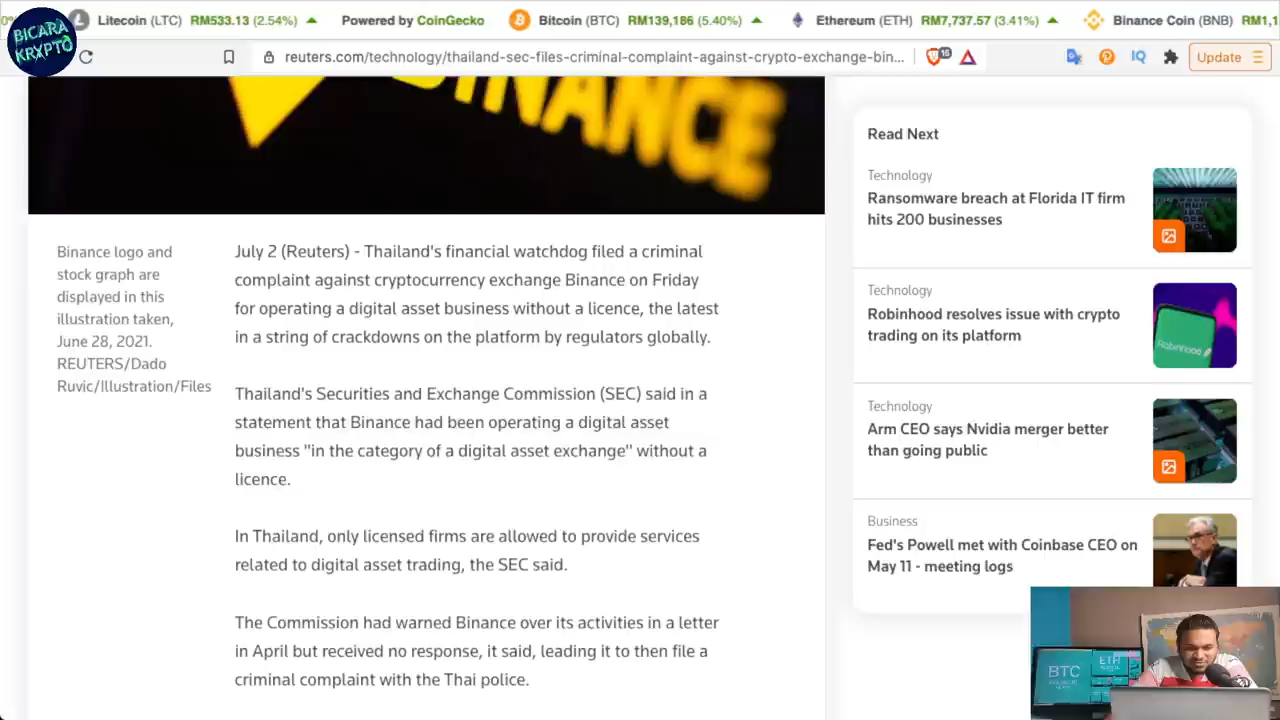 0%) Litecoin (LTC) RM533.13 (2.54%) Powered by CoinGecko Bitcoin (BTC) RM139,186 (5.40%) Ethereum (ETH) RM7,737.57 (3.41%) Binance Coin (BNB) RM1,1
BICARA
KRYPTO
reuters.com/technology/thailand-sec-files-criminal-complaint-against-crypto-exchange-bin...
15
IQ
Update
BINANCE
Binance logo and
stock graph are
displayed in this
illustration taken,
June 28, 2021.
REUTERS/Dado
Ruvic/Illustration/Files
July 2 (Reuters) - Thailand's financial watchdog filed a criminal
complaint against cryptocurrency exchange Binance on Friday
for operating a digital asset business without a licence, the latest
in a string of crackdowns on the platform by regulators globally.
Thailand's Securities and Exchange Commission (SEC) said in a
statement that Binance had been operating a digital asset
business "in the category of a digital asset exchange" without a
licence.
In Thailand, only licensed firms are allowed to provide services
related to digital asset trading, the SEC said.
The Commission had warned Binance over its activities in a letter
in April but received no response, it said, leading it to then file a
criminal complaint with the Thai police.
Read Next
Technology
Ransomware breach at Florida IT firm
hits 200 businesses
Technology
Robinhood resolves issue with crypto
trading on its platform
Robinhood
Technology
Arm CEO says Nvidia merger better
than going public
Business
Fed's Powell met with Coinbase CEO on
May 11 - meeting logs
BTC
ETH